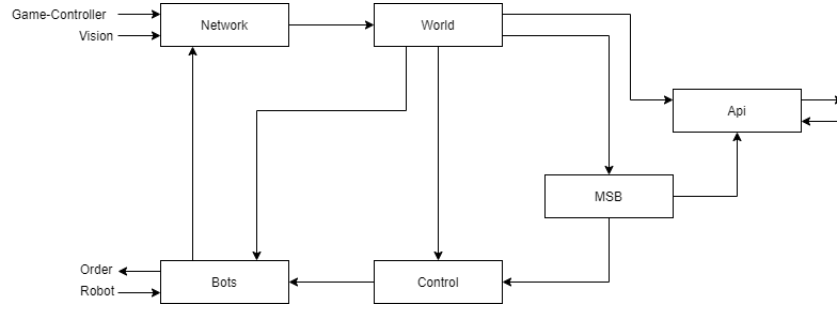 Game-Controller
Vision
Network
World
Api
MSB
Order
Robot
Bots
Control